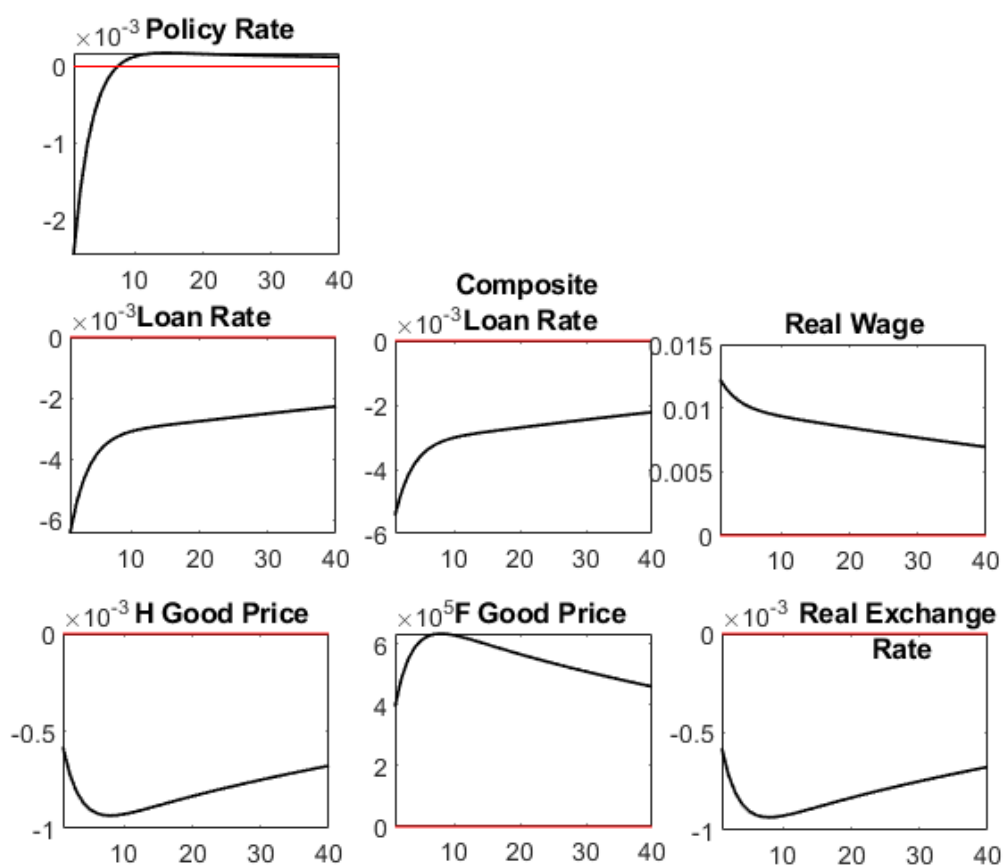 ×10-3 Policy Rate
0
-1
-2
10 20 30 40
Composite
×10-3 Loan Rate
×10-3 Loan Rate
Real Wage
0
-2
-4
-6
10 20 30 40
0
-2
-4
-6
10 20 30 40
0.015
0.01
0.005
0
10 20 30 40
×10-3 H Good Price
×105 F Good Price
×10-3 Real Exchange
Rate
0
-0.5
-1
10 20 30 40
6
4
2
0
10 20 30 40
0
-0.5
-1
10 20 30 40